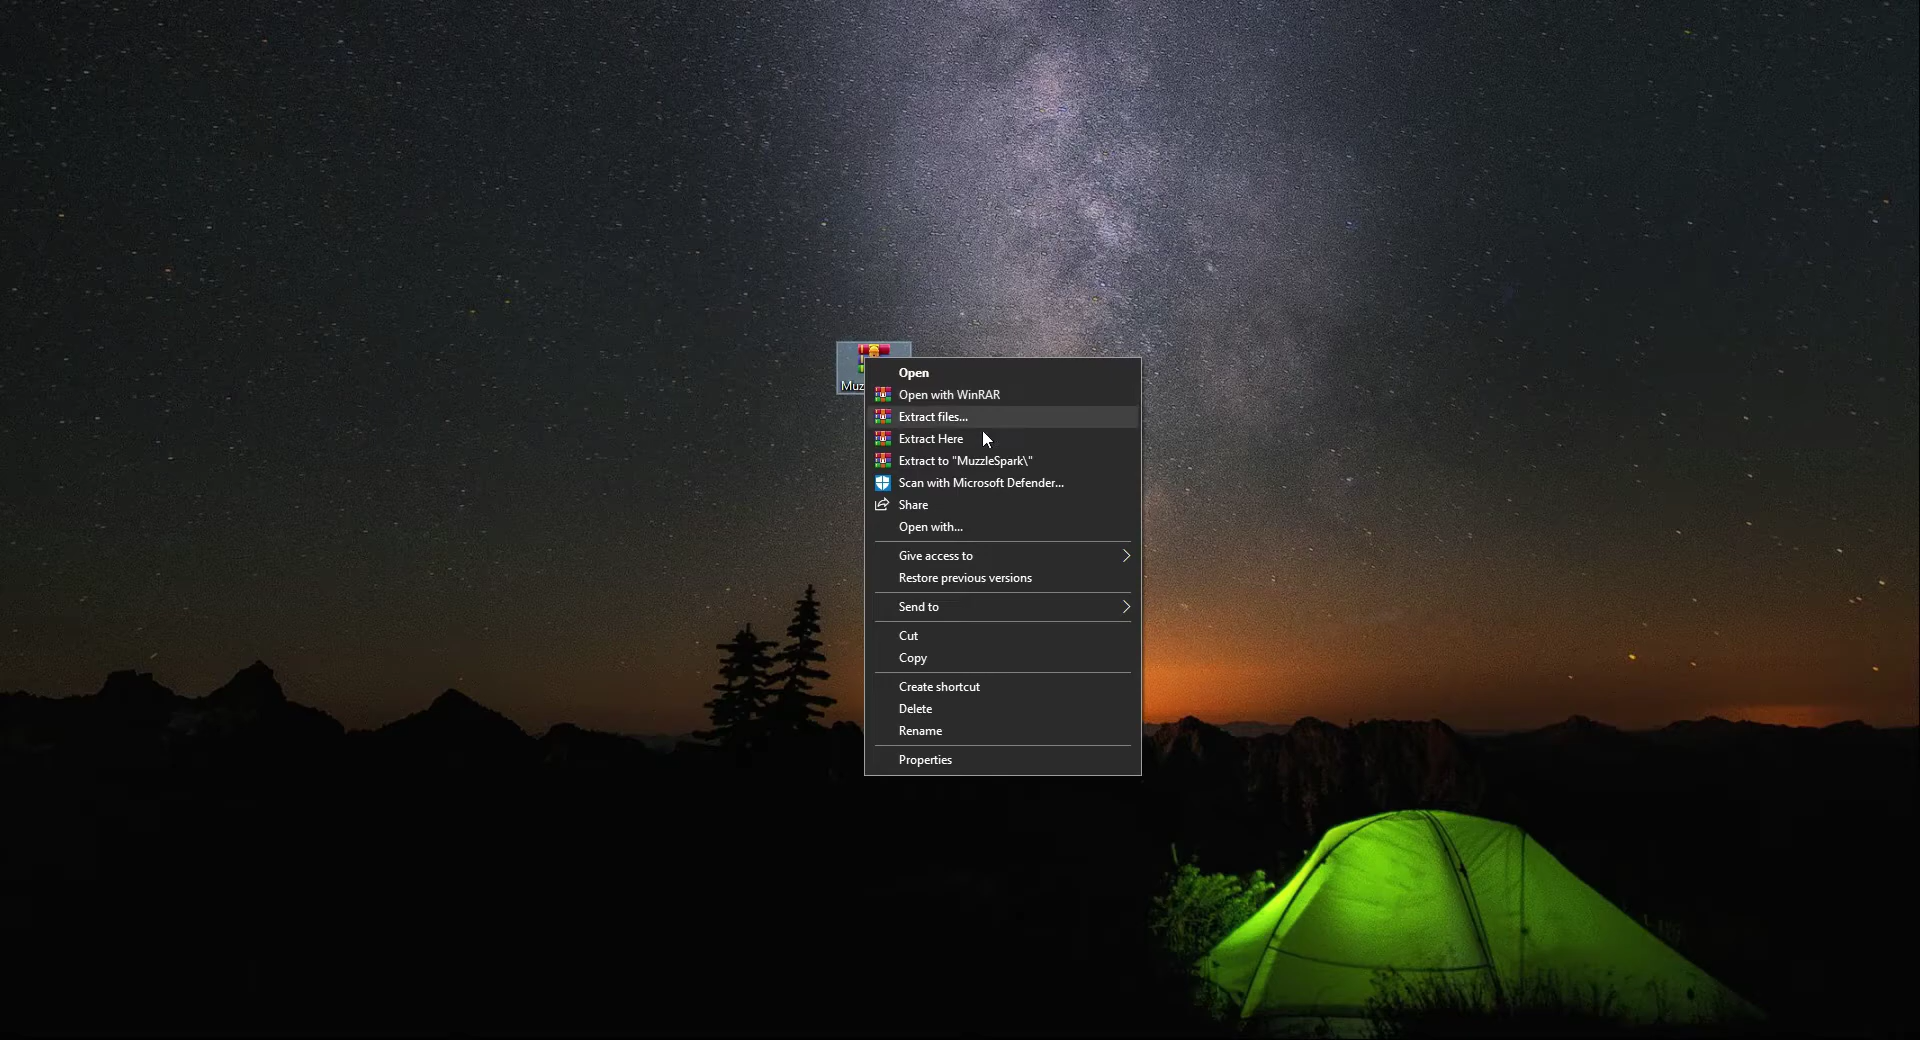 Muz
Open
Open with WinRAR
Extract files...
Extract Here
Extract to "MuzzleSpark\"
Scan with Microsoft Defender...
Share
Open with...
Give access to
Restore previous versions
Send to
Cut
Copy
Create shortcut
Delete
Rename
Properties